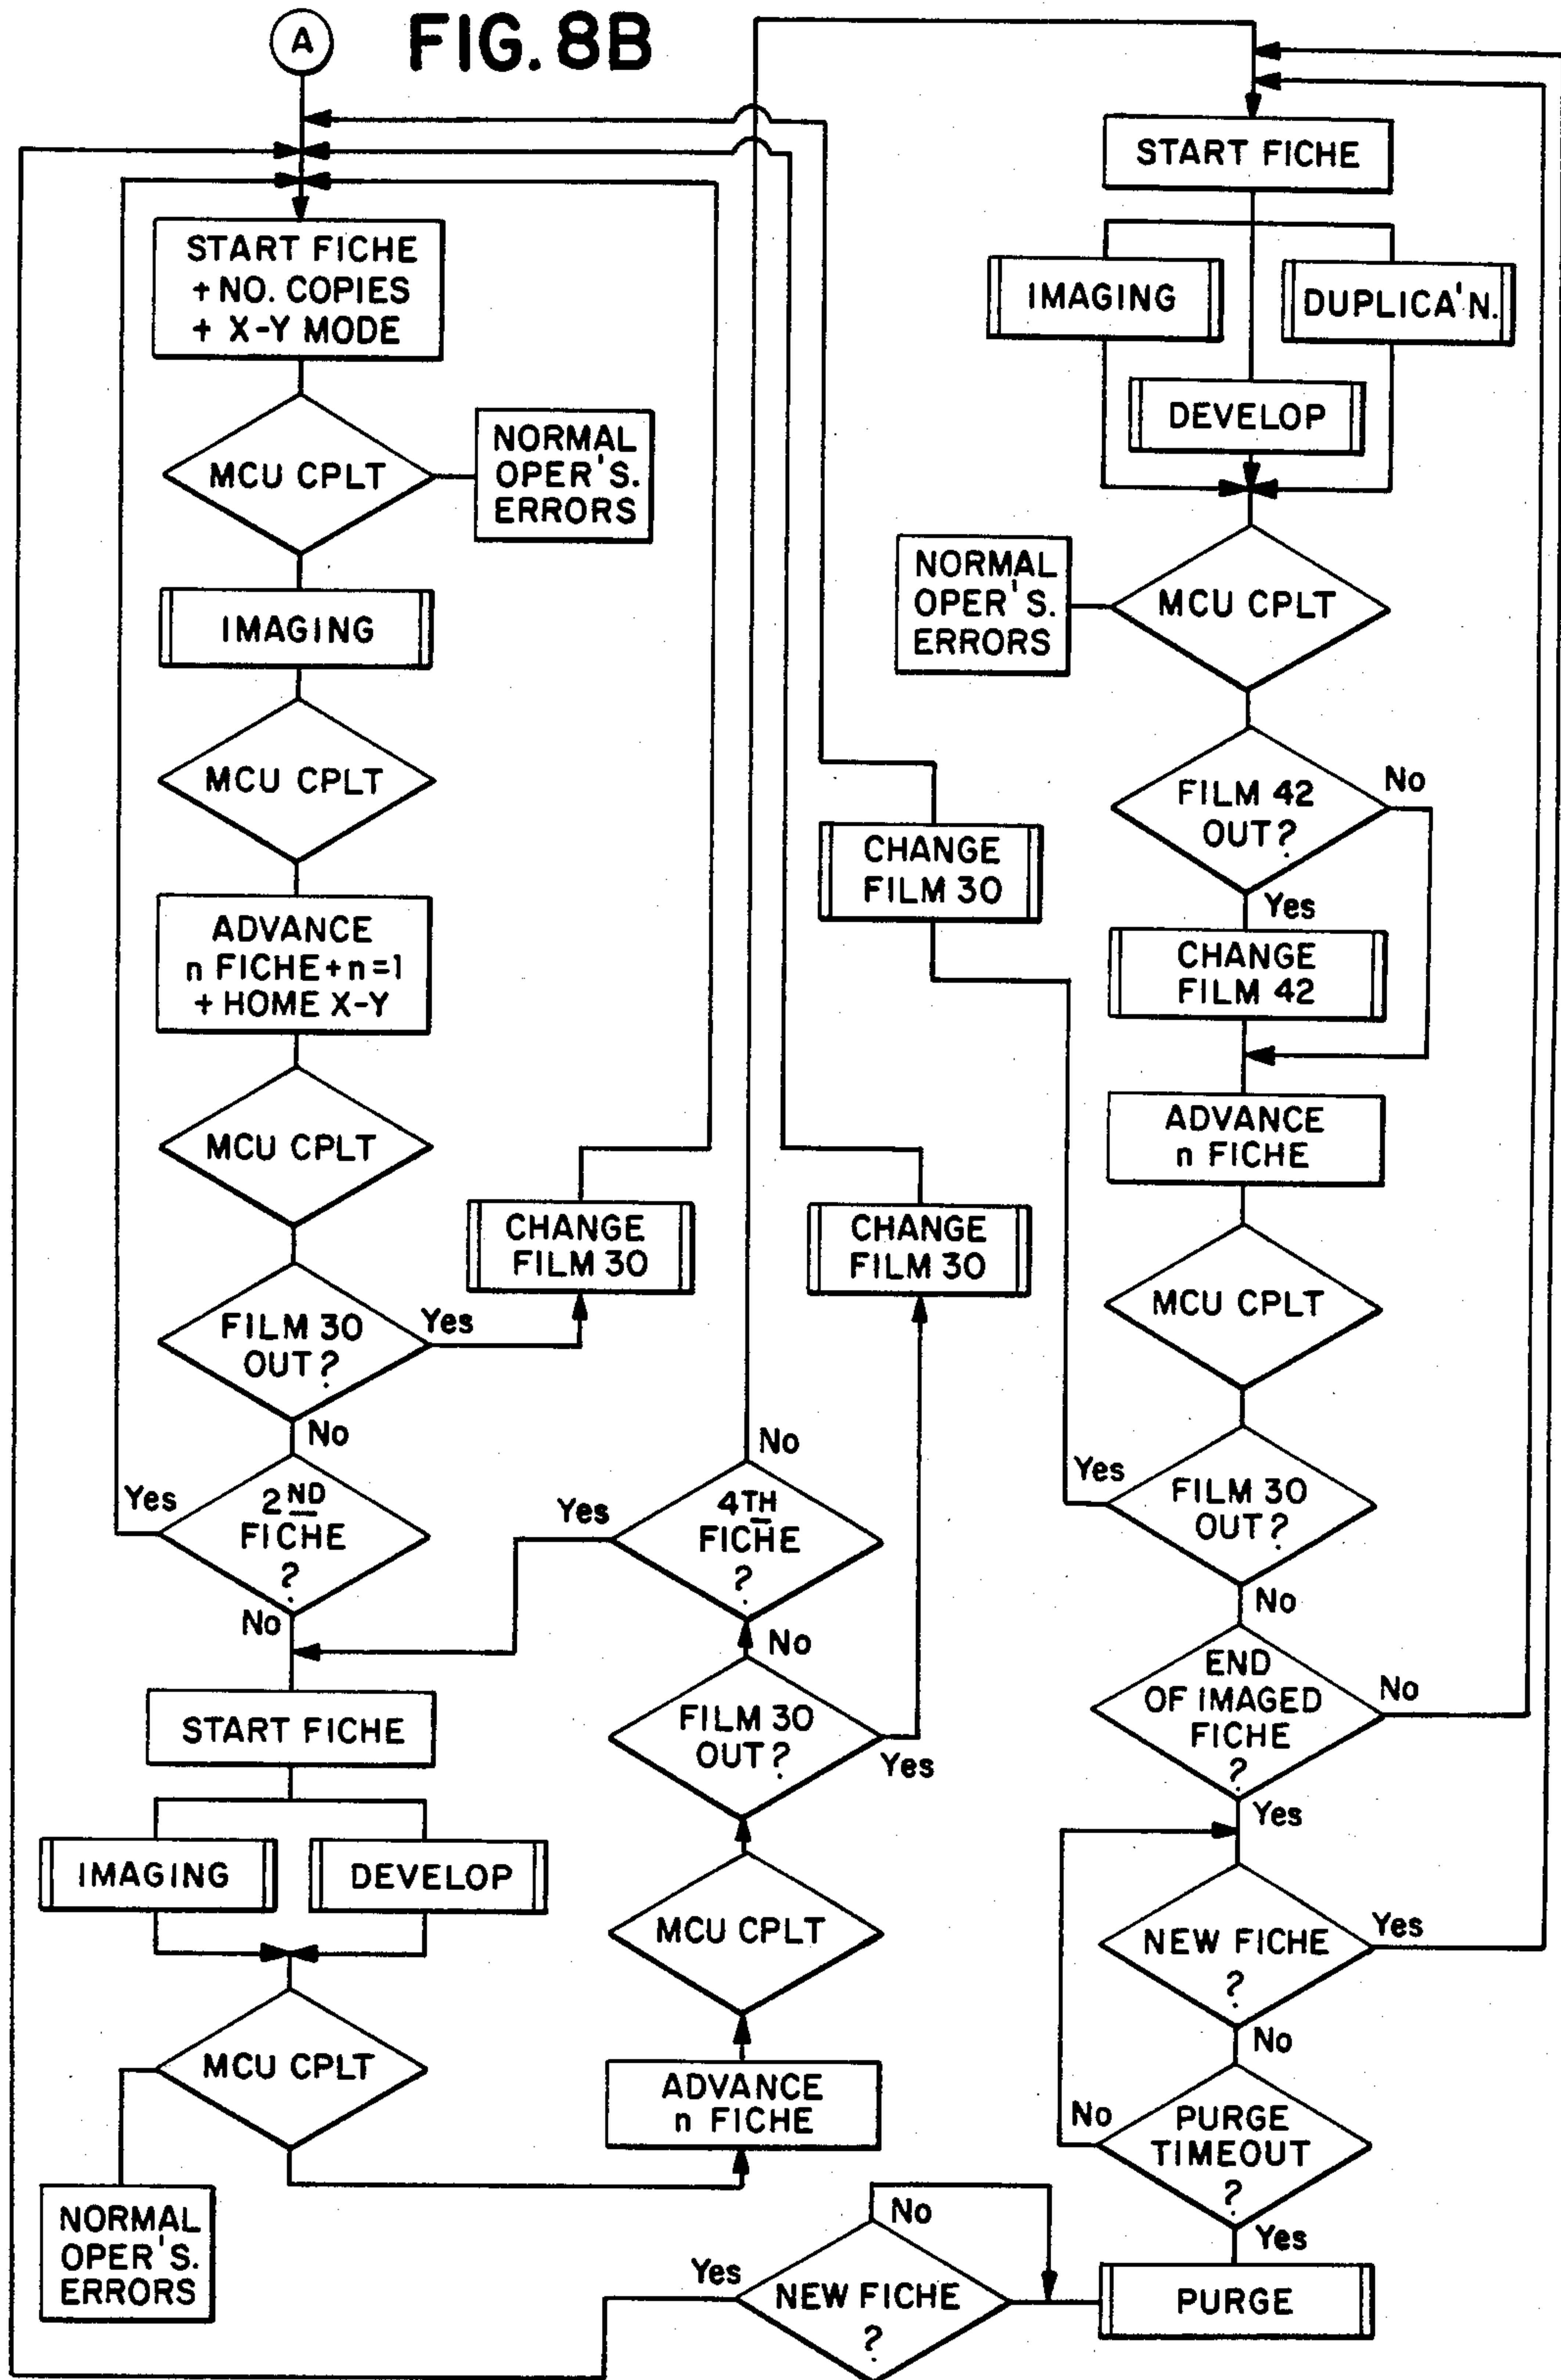 A
FIG. 8B
START FICHE
+ NO. COPIES
+ X-Y MODE
MCU CPLT
NORMAL
OPER'S.
ERRORS
IMAGING
MCU CPLT
ADVANCE
n FICHE+n=1
+ HOME X-Y
MCU CPLT
FILM 30
OUT?
Yes
CHANGE
FILM 30
No
2ND
FICHE
?
Yes
No
START FICHE
IMAGING
DEVELOP
MCU CPLT
NORMAL
OPER'S.
ERRORS
ADVANCE
n FICHE
MCU CPLT
FILM 30
OUT?
Yes
CHANGE
FILM 30
No
4TH
FICHE
?
Yes
No
START FICHE
IMAGING
DUPLICA'N.
DEVELOP
MCU CPLT
NORMAL
OPER'S.
ERRORS
FILM 42
OUT?
No
Yes
CHANGE
FILM 42
ADVANCE
n FICHE
MCU CPLT
FILM 30
OUT?
Yes
CHANGE
FILM 30
No
END
OF IMAGED
FICHE
?
No
Yes
NEW FICHE
?
Yes
No
PURGE
TIMEOUT
?
No
Yes
PURGE
NEW FICHE
?
No
Yes